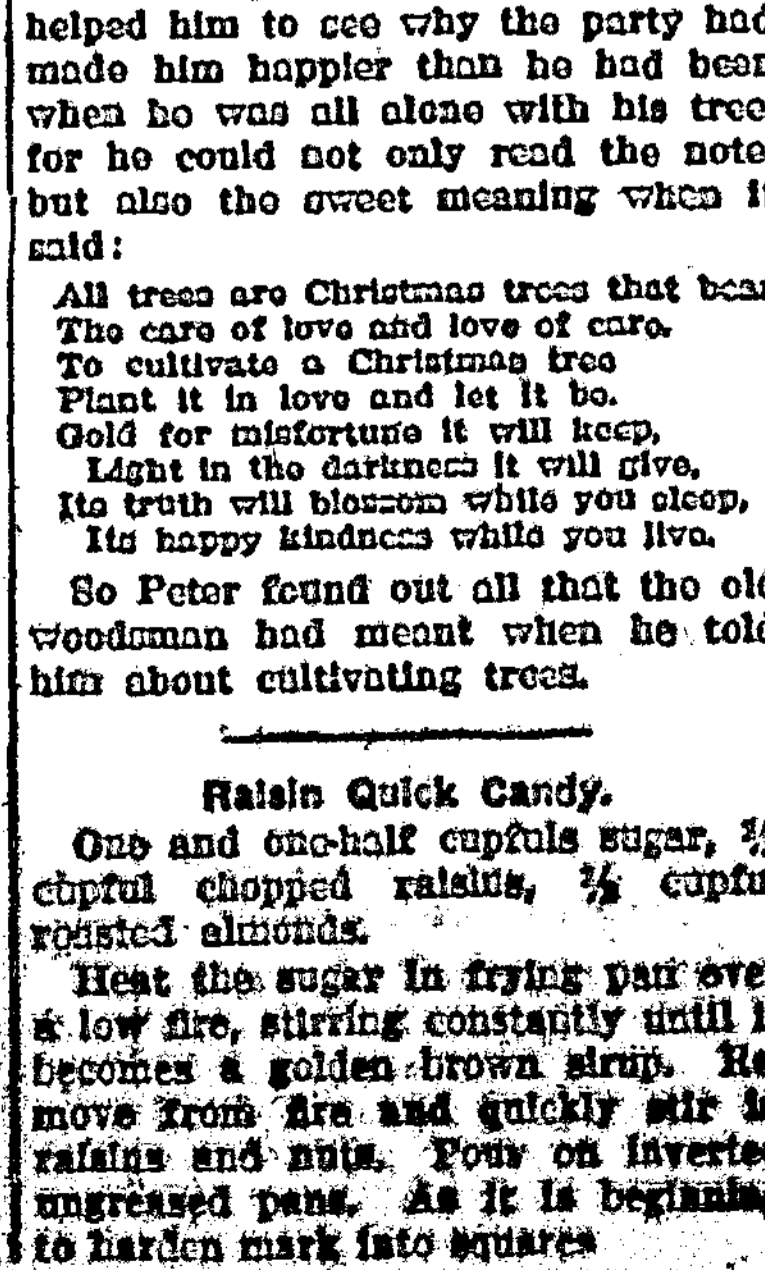 helped him to see why the party had
made him happier than he had been
when he was all alone with his tree
for he could not only read the note
but also the sweet meaning when it
said:
All trees are Christmas trees that bear
The care of love and love of care.
To cultivate a Christmas tree
Plant it in love and let it be.
Gold for misfortune it will keep,
Light in the darkness it will give,
Its truth will blossom while you sleep,
Its happy kindness while you live.
So Peter found out all that the old
woodsman had meant when he told
him about cultivating trees.
Raisin Quick Candy.
One and one-half cupfuls sugar,
cupful chopped raisins, ⅔ cupful
roasted almonds.
Heat the sugar in frying pan over
a low fire, stirring constantly until i
becomes a golden brown sirup. Re
move from fire and quickly stir in
raisins and nuts. Pour on inverted
ungreased pans. As it is beginning
to harden mark into squares